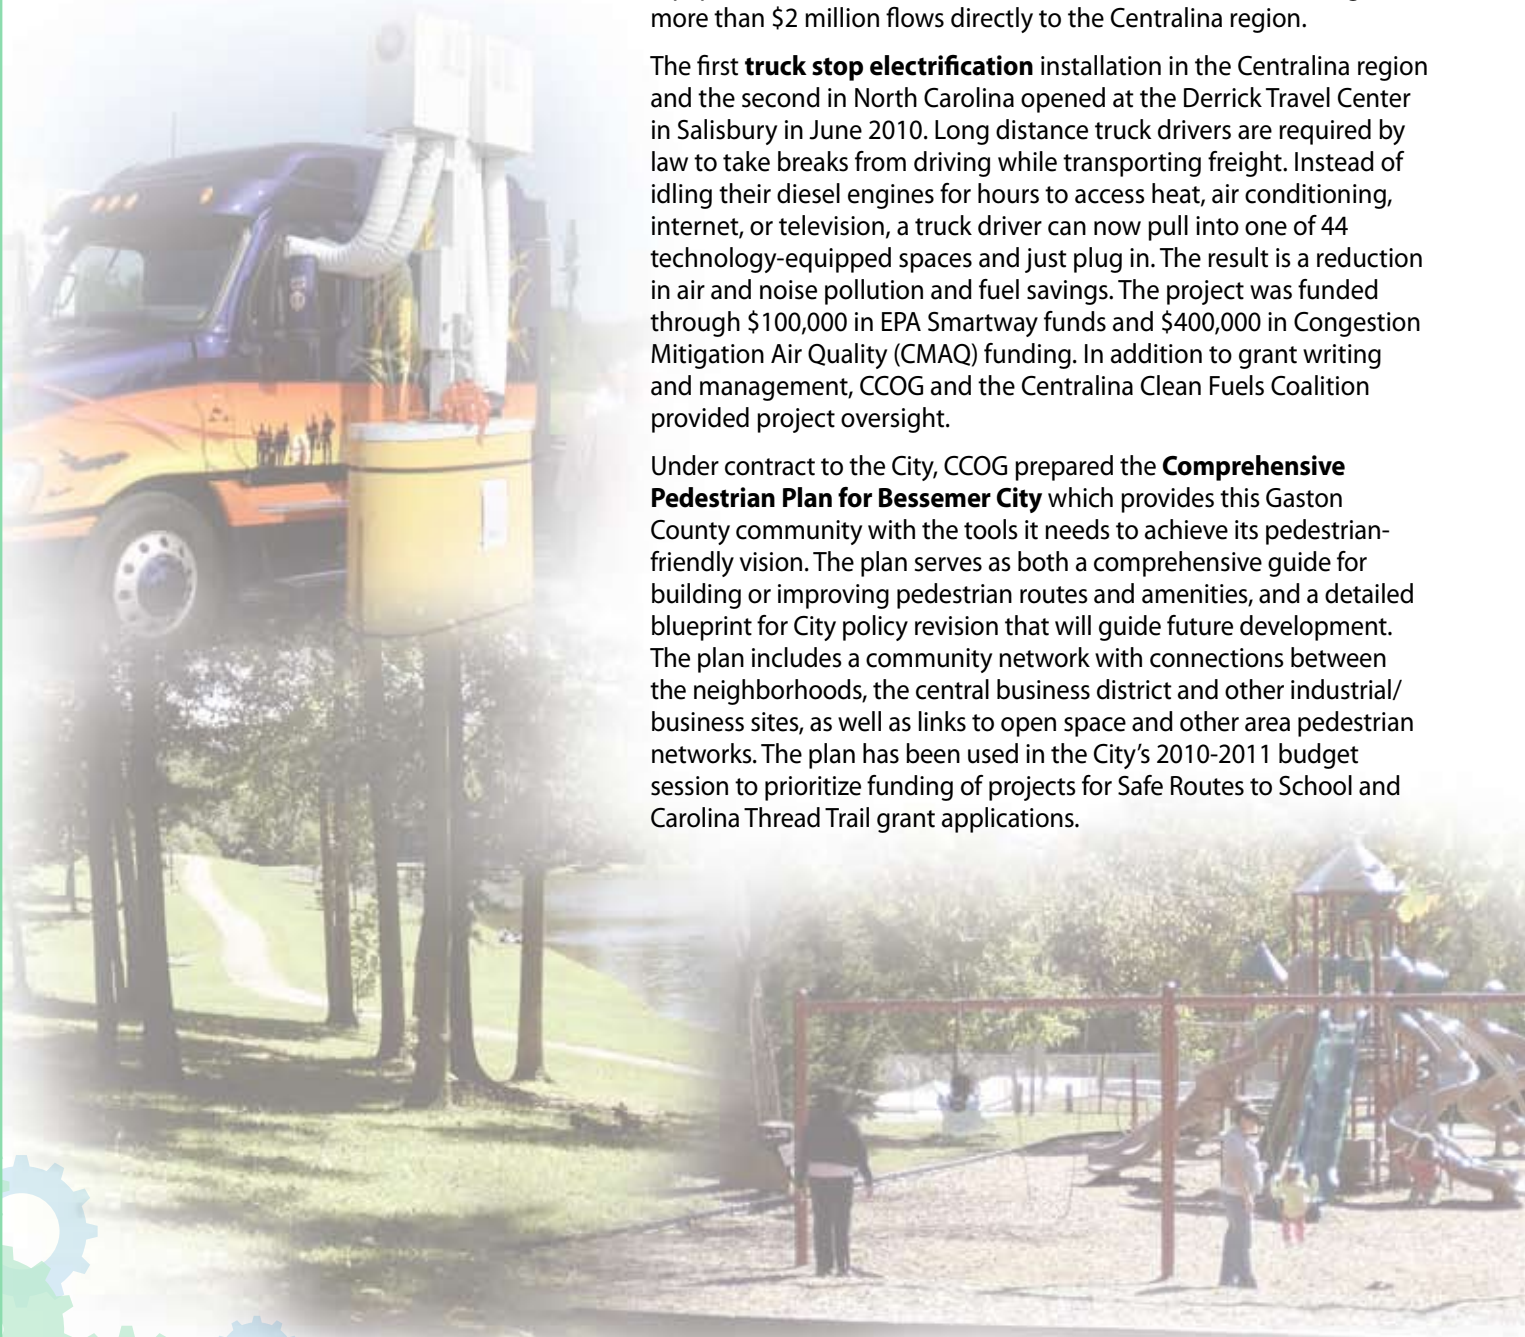 more than $2 million flows directly to the Centralina region.
The first truck stop electrification installation in the Centralina region
and the second in North Carolina opened at the Derrick Travel Center
in Salisbury in June 2010. Long distance truck drivers are required by
law to take breaks from driving while transporting freight. Instead of
idling their diesel engines for hours to access heat, air conditioning,
internet, or television, a truck driver can now pull into one of 44
technology-equipped spaces and just plug in. The result is a reduction
in air and noise pollution and fuel savings. The project was funded
through $100,000 in EPA Smartway funds and $400,000 in Congestion
Mitigation Air Quality (CMAQ) funding. In addition to grant writing
and management, CCOG and the Centralina Clean Fuels Coalition
provided project oversight.
Under contract to the City, CCOG prepared the Comprehensive
Pedestrian Plan for Bessemer City which provides this Gaston
County community with the tools it needs to achieve its pedestrian-
friendly vision. The plan serves as both a comprehensive guide for
building or improving pedestrian routes and amenities, and a detailed
blueprint for City policy revision that will guide future development.
The plan includes a community network with connections between
the neighborhoods, the central business district and other industrial/
business sites, as well as links to open space and other area pedestrian
networks. The plan has been used in the City's 2010-2011 budget
session to prioritize funding of projects for Safe Routes to School and
Carolina Thread Trail grant applications.